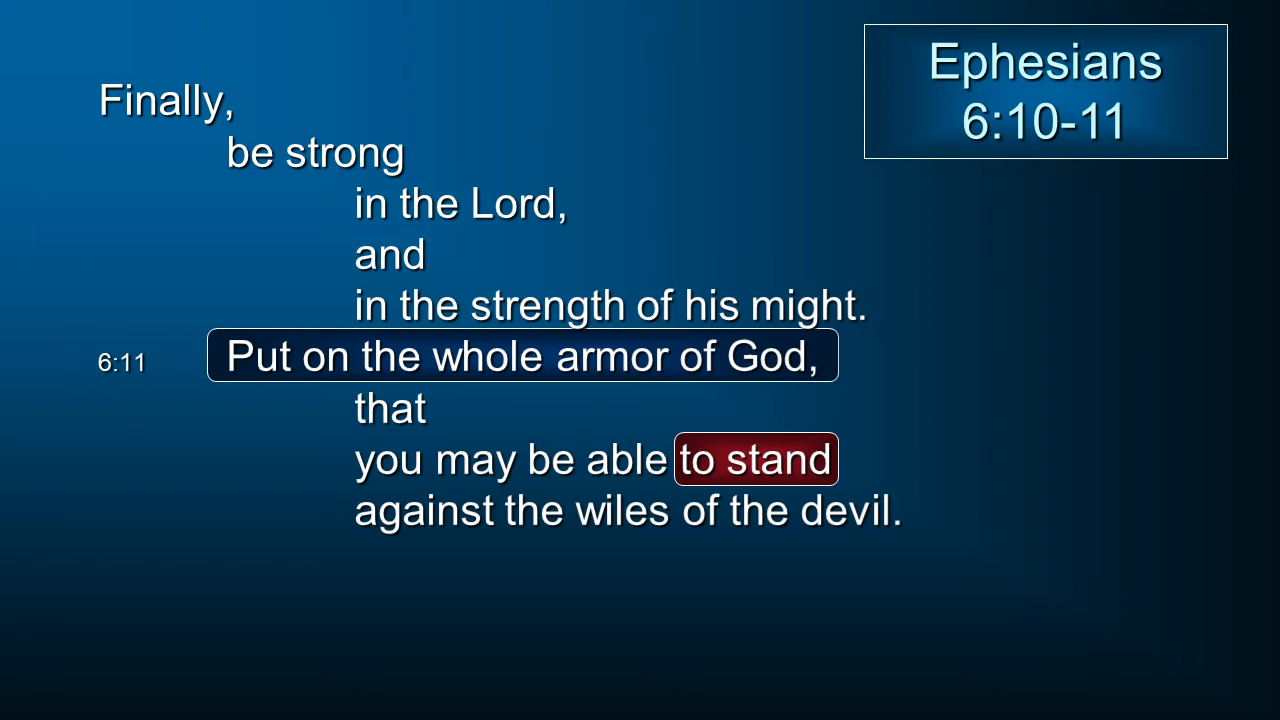 Ephesians
6:10-11
Finally,
be strong
in the Lord,
and
in the strength of his might.
6:11 Put on the whole armor of God,
that
you may be able to stand
against the wiles of the devil.